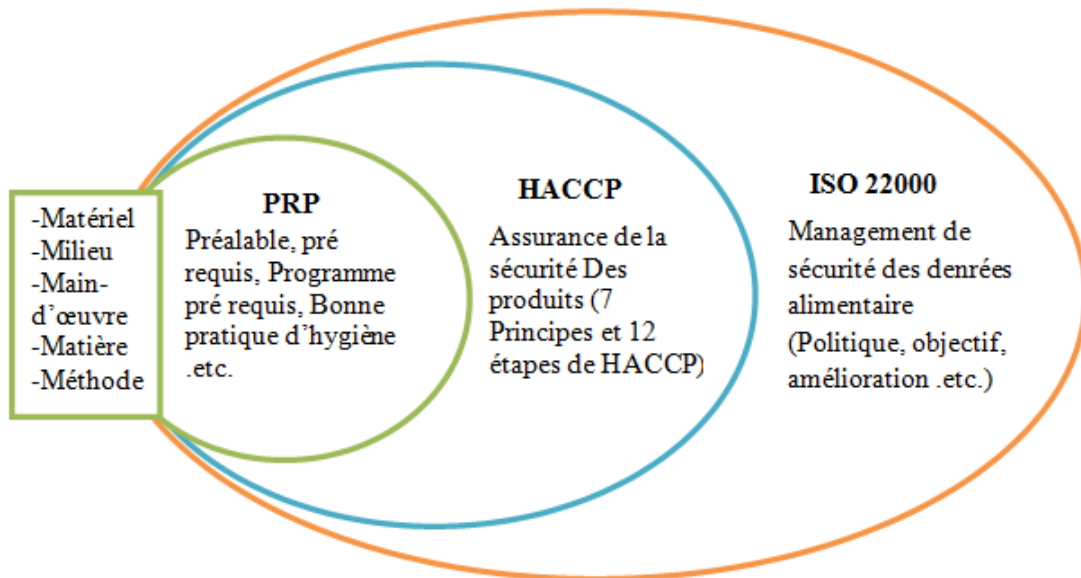 -Matériel
-Milieu
-Main-
d’œuvre
-Matière
-Méthode
PRP
Préalable, pré
requis, Programme
pré requis, Bonne
pratique d’hygiène
.etc.
HACCP
Assurance de la
sécurité Des
produits (7
Principes et 12
étapes de HACCP)
ISO 22000
Management de
sécurité des denrées
alimentaire
(Politique, objectif,
amélioration .etc.)